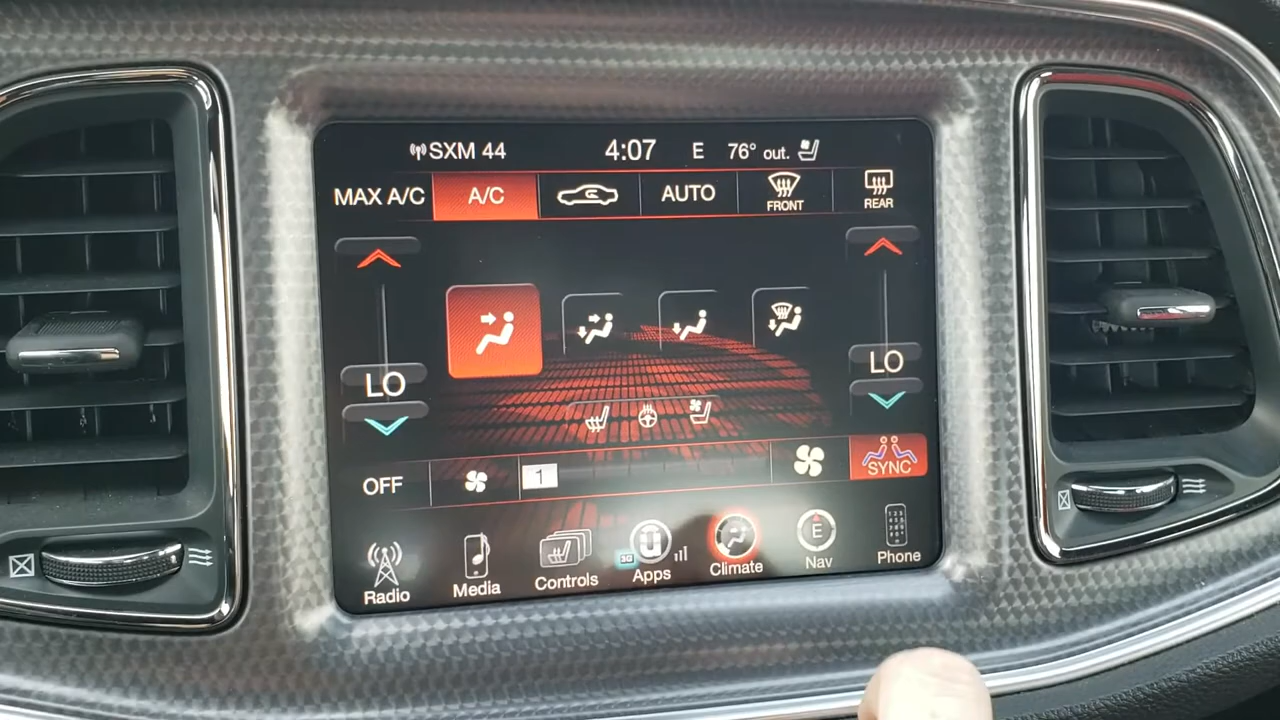 SXM 44 4:07 E 76° out.
MAX A/C A/C AUTO FRONT REAR
LO LO
OFF 1 SYNC
Radio Media Controls 3G Apps Climate E Nav Phone